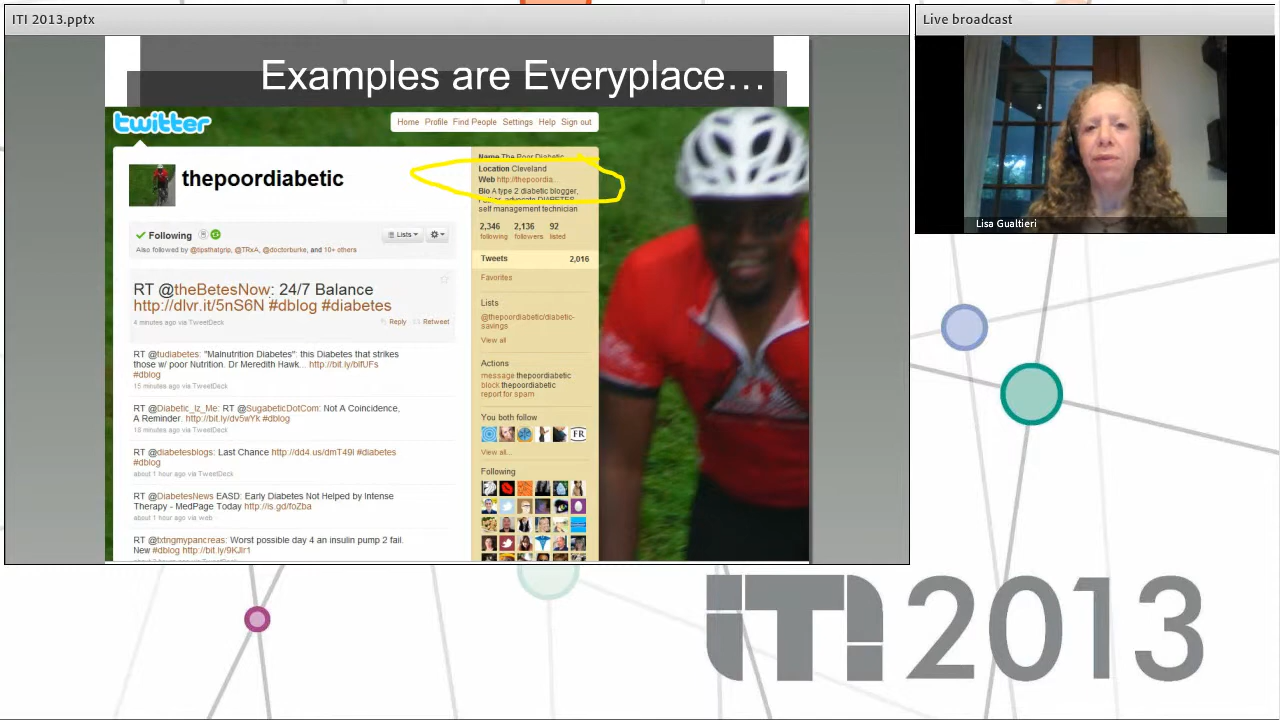 ITI 2013.pptx
Live broadcast
Examples are Everyplace…
twitter
Home Profile Find People Settings Help Sign out
thepoordiabetic
Name The Poor Diabetic
Location Cleveland
Web http://thepoordia...
Bio A type 2 diabetic blogger,
advocate DIABETES
self management technician
2,346 2,136 92
following followers listed
Following
Lists
Also followed by @tipsthatgrip, @TRxA, @doctorburke, and 10+ others
Tweets 2,016
Favorites
RT @theBetesNow: 24/7 Balance
http://dlvr.it/5nS6N #dblog #diabetes
4 minutes ago via TweetDeck
Reply Retweet
Lists
@thepoordiabetic/diabetic-
savings
View all
RT @tudiabetes: "Malnutrition Diabetes": this Diabetes that strikes
those w/ poor Nutrition. Dr Meredith Hawk... http://bit.ly/blfUFs
#dblog
15 minutes ago via TweetDeck
Actions
message thepoordiabetic
block thepoordiabetic
report for spam
RT @Diabetic_Iz_Me: RT @SugabeticDotCom: Not A Coincidence,
A Reminder. http://bit.ly/dv5wYk #dblog
18 minutes ago via TweetDeck
You both follow
FR
View all...
RT @diabetesblogs: Last Chance http://dd4.us/dmT49l #diabetes
#dblog
about 1 hour ago via TweetDeck
Following
RT @DiabetesNews EASD: Early Diabetes Not Helped by Intense
Therapy - MedPage Today http://is.gd/foZba
about 1 hour ago via web
RT @txtngmypancreas: Worst possible day 4 an insulin pump 2 fail.
New #dblog http://bit.ly/9KJlr1
Lisa Gualtieri
ITI 2013